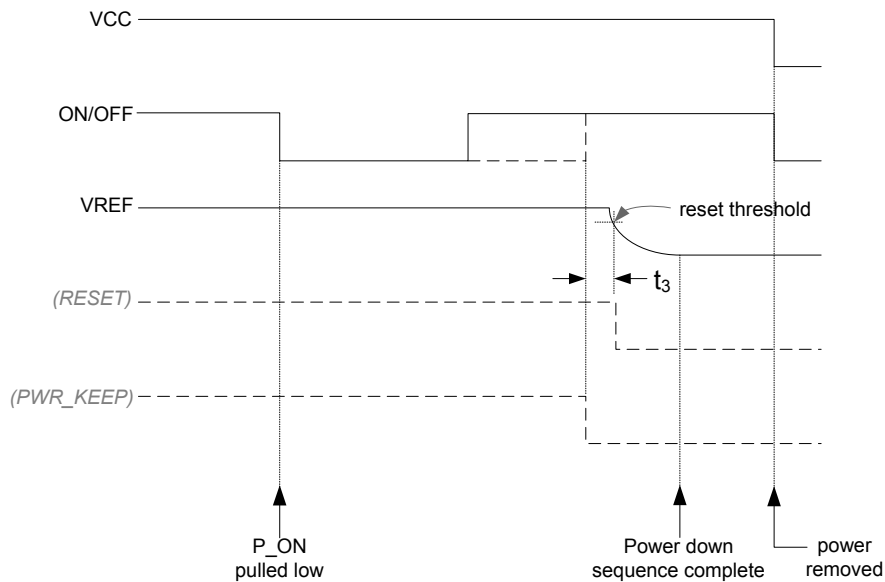 VCC
ON/OFF
VREF
reset threshold
t₃
(RESET)
(PWR_KEEP)
P_ON
pulled low
Power down
sequence complete
power
removed